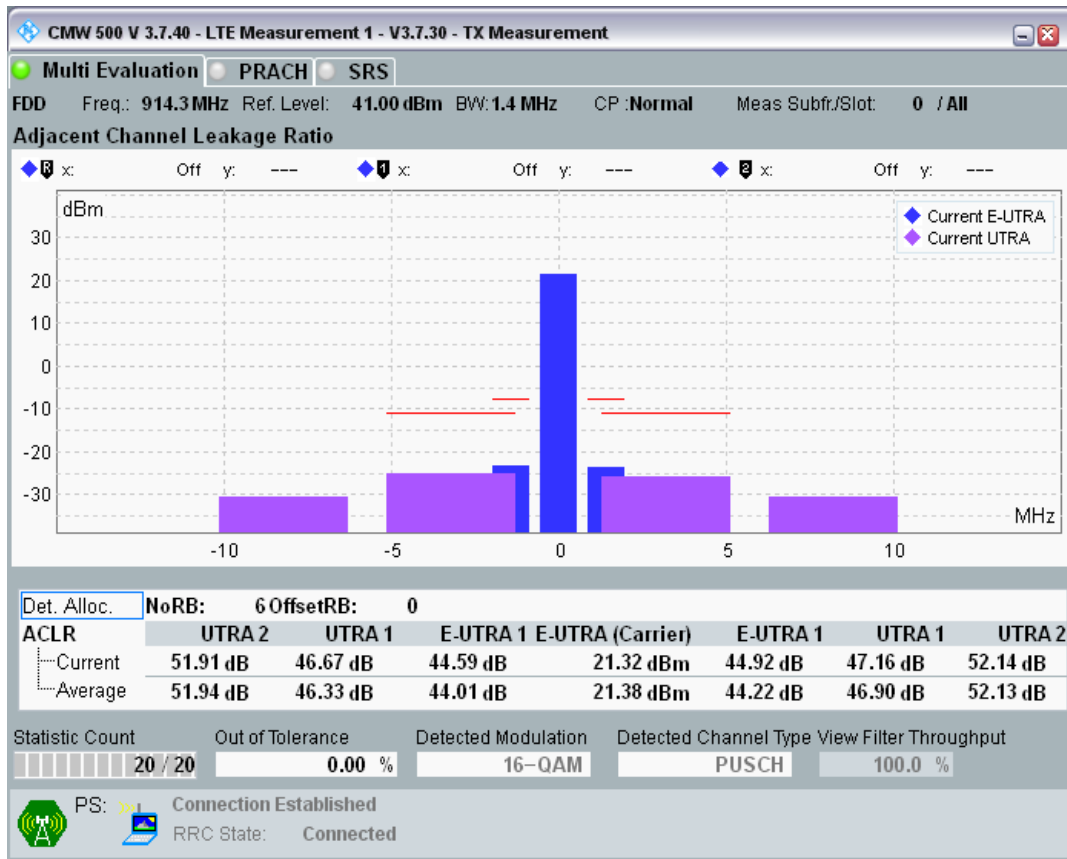 CMW 500 V 3.7.40 - LTE Measurement 1 - V3.7.30 - TX Measurement
Multi Evaluation PRACH SRS
FDD Freq.: 914.3 MHz Ref. Level: 41.00 dBm BW: 1.4 MHz CP :Normal Meas Subfr./Slot: 0 / All
Adjacent Channel Leakage Ratio
R x: Off y: --- 1 x: Off y: --- 2 x: Off y: ---
dBm
Current E-UTRA
Current UTRA
30
20
10
0
-10
-20
-30
MHz
-10 -5 0 5 10
Det. Alloc. NoRB: 6 OffsetRB: 0
ACLR UTRA 2 UTRA 1 E-UTRA 1 E-UTRA (Carrier) E-UTRA 1 UTRA 1 UTRA 2
Current 51.91 dB 46.67 dB 44.59 dB 21.32 dBm 44.92 dB 47.16 dB 52.14 dB
Average 51.94 dB 46.33 dB 44.01 dB 21.38 dBm 44.22 dB 46.90 dB 52.13 dB
Statistic Count Out of Tolerance Detected Modulation Detected Channel Type View Filter Throughput
20 / 20 0.00 % 16-QAM PUSCH 100.0 %
PS: Connection Established
RRC State: Connected